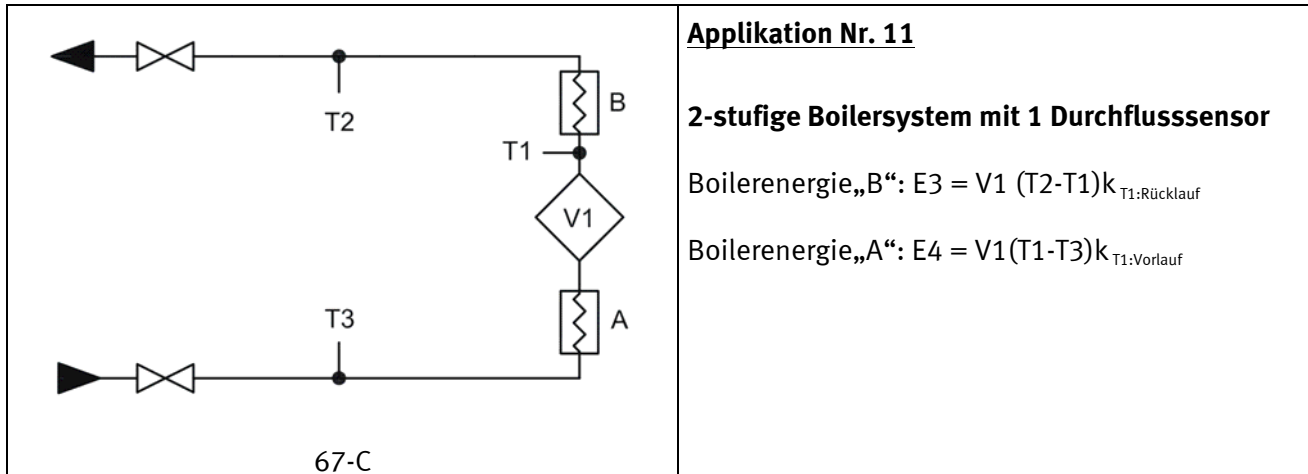 T2
B
T1
V1
T3
A
67-C
Applikation Nr. 11
2-stufige Boilersystem mit 1 Durchflusssensor
Boilerenergie„B“: E3 = V1 (T2-T1)k T1:Rücklauf
Boilerenergie„A“: E4 = V1(T1-T3)k T1:Vorlauf